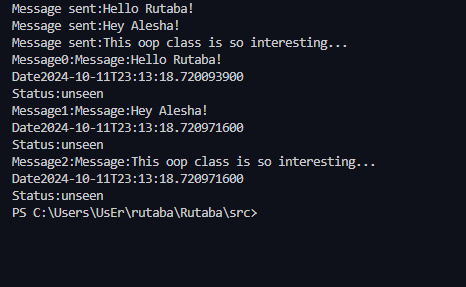 Message sent:Hello Rutaba!
Message sent:Hey Alesha!
Message sent:This oop class is so interesting...
Message0:Message:Hello Rutaba!
Date2024-10-11T23:13:18.720093900
Status:unseen
Message1:Message:Hey Alesha!
Date2024-10-11T23:13:18.720971600
Status:unseen
Message2:Message:This oop class is so interesting...
Date2024-10-11T23:13:18.720971600
Status:unseen
PS C:\Users\UsEr\rutaba\Rutaba\src>